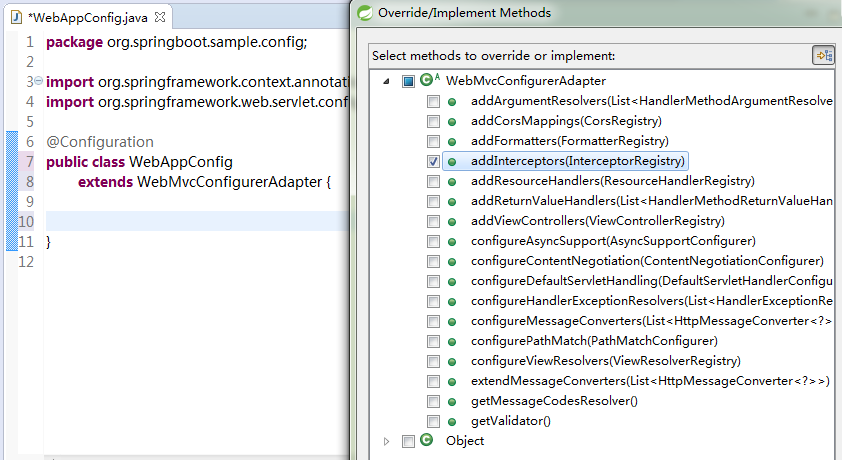 *WebAppConfig.java
1 package org.springboot.sample.config;
2
3 import org.springframework.context.annotati
4 import org.springframework.web.servlet.conf
5
6 @Configuration
7 public class WebAppConfig
8 extends WebMvcConfigurerAdapter {
9
10
11 }
12
Override/Implement Methods
Select methods to override or implement:
WebMvcConfigurerAdapter
addArgumentResolvers(List<HandlerMethodArgumentResolve
addCorsMappings(CorsRegistry)
addFormatters(FormatterRegistry)
addInterceptors(InterceptorRegistry)
addResourceHandlers(ResourceHandlerRegistry)
addReturnValueHandlers(List<HandlerMethodReturnValueHan
addViewControllers(ViewControllerRegistry)
configureAsyncSupport(AsyncSupportConfigurer)
configureContentNegotiation(ContentNegotiationConfigurer)
configureDefaultServletHandling(DefaultServletHandlerConfigu
configureHandlerExceptionResolvers(List<HandlerExceptionRe
configureMessageConverters(List<HttpMessageConverter<?>
configurePathMatch(PathMatchConfigurer)
configureViewResolvers(ViewResolverRegistry)
extendMessageConverters(List<HttpMessageConverter<?>>)
getMessageCodesResolver()
getValidator()
Object